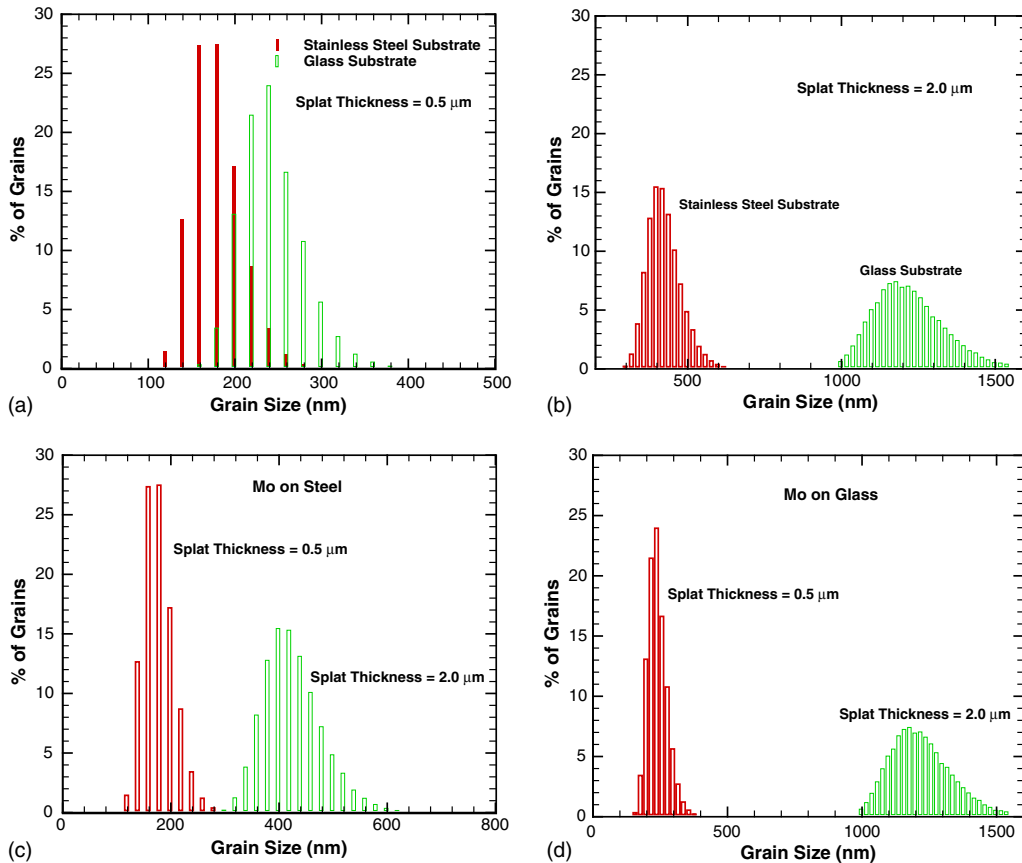 30
25
20
15
10
5
0
% of Grains
Stainless Steel Substrate
Glass Substrate
Splat Thickness = 0.5 μm
0 100 200 300 400 500
Grain Size (nm)
(a)
30
25
20
15
10
5
0
% of Grains
Splat Thickness = 2.0 μm
Stainless Steel Substrate
Glass Substrate
500 1000 1500
Grain Size (nm)
(b)
30
25
20
15
10
5
0
% of Grains
Mo on Steel
Splat Thickness = 0.5 μm
Splat Thickness = 2.0 μm
0 200 400 600 800
Grain Size (nm)
(c)
30
25
20
15
10
5
0
% of Grains
Mo on Glass
Splat Thickness = 0.5 μm
Splat Thickness = 2.0 μm
0 500 1000 1500
Grain Size (nm)
(d)